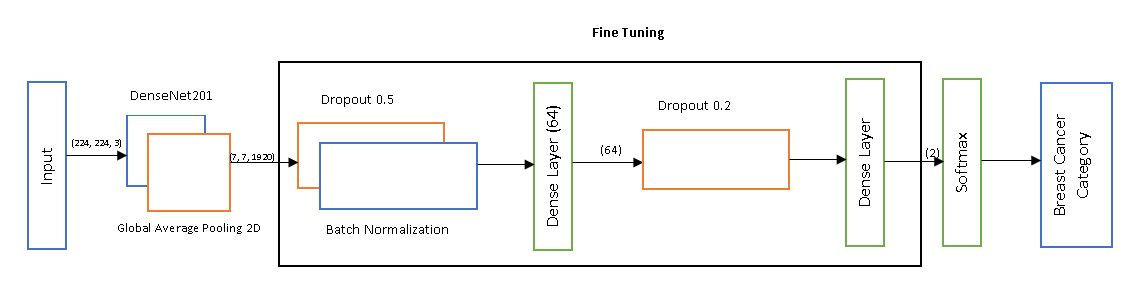 Fine Tuning
Input
(224, 224, 3)
DenseNet201
Global Average Pooling 2D
(7, 7, 1920)
Dropout 0.5
Batch Normalization
Dense Layer (64)
(64)
Dropout 0.2
Dense Layer
(2)
Softmax
Breast Cancer
Category